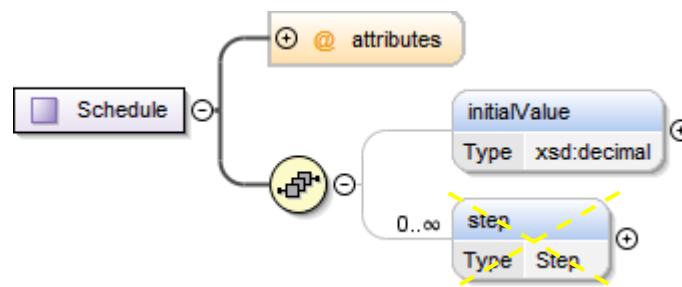 @ attributes
Schedule
initialValue
Type xsd:decimal
0..∞
step
Type Step